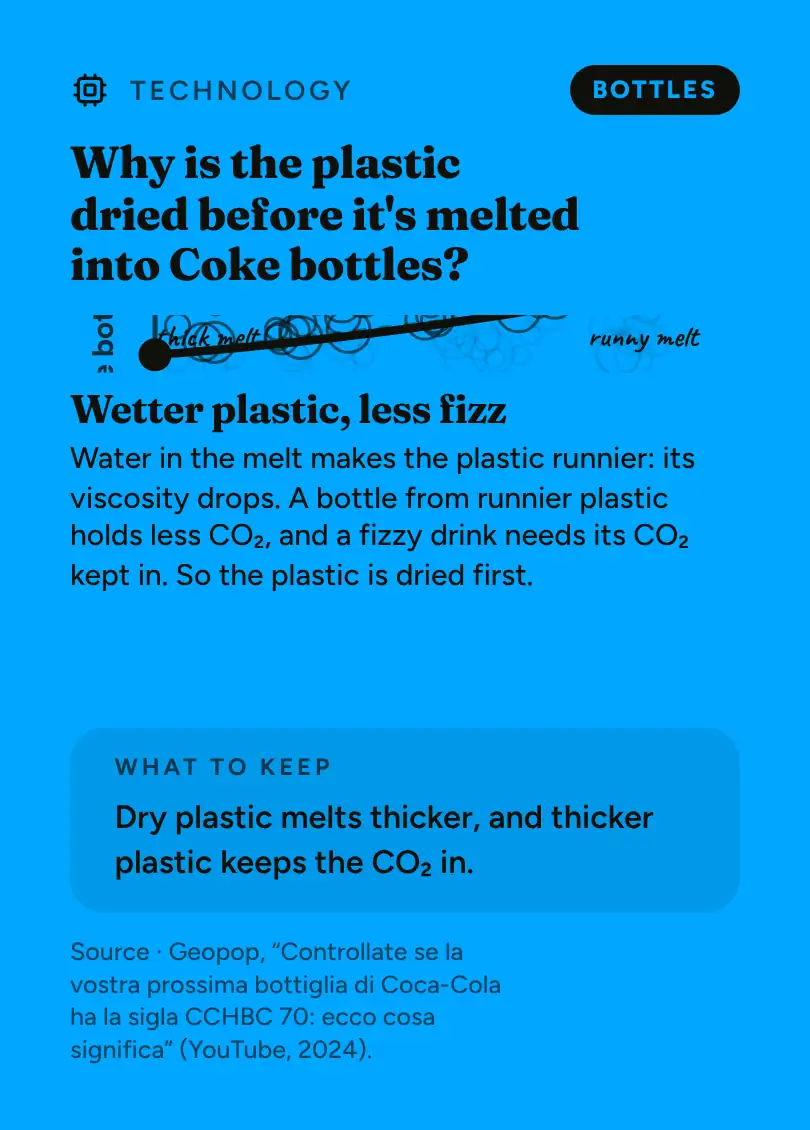 TECHNOLOGY
BOTTLES
Why is the plastic
dried before it's melted
into Coke bottles?
thick melt
runny melt
Wetter plastic, less fizz
Water in the melt makes the plastic runnier: its
viscosity drops. A bottle from runnier plastic
holds less CO₂, and a fizzy drink needs its CO₂
kept in. So the plastic is dried first.
WHAT TO KEEP
Dry plastic melts thicker, and thicker
plastic keeps the CO₂ in.
Source · Geopop, “Controllate se la
vostra prossima bottiglia di Coca-Cola
ha la sigla CCHBC 70: ecco cosa
significa” (YouTube, 2024).